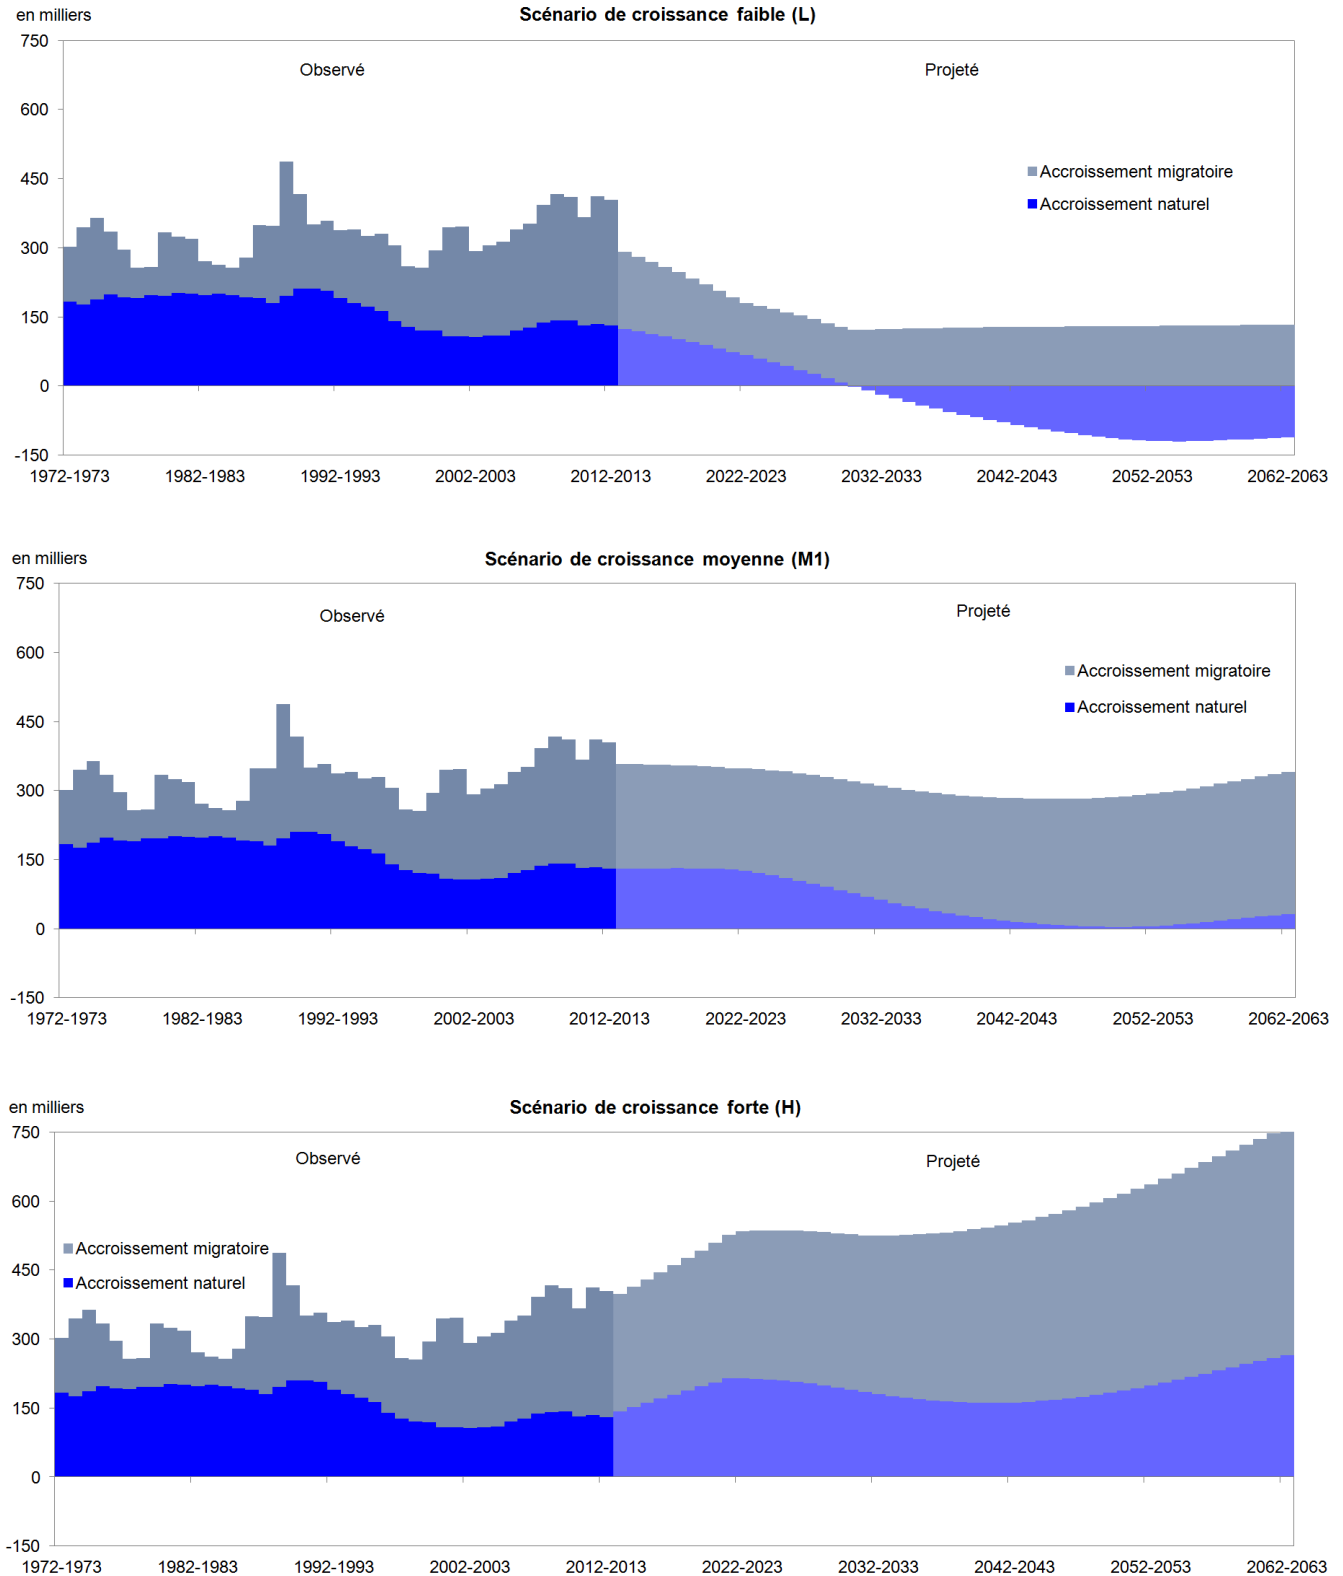 en milliers
Scénario de croissance faible (L)
750
Observé
Projeté
600
Accroissement migratoire
450
Accroissement naturel
300
150
0
-150
1972-1973 1982-1983 1992-1993 2002-2003 2012-2013 2022-2023 2032-2033 2042-2043 2052-2053 2062-2063
en milliers
Scénario de croissance moyenne (M1)
750
Observé
Projeté
600
Accroissement migratoire
Accroissement naturel
450
300
150
0
-150
1972-1973 1982-1983 1992-1993 2002-2003 2012-2013 2022-2023 2032-2033 2042-2043 2052-2053 2062-2063
en milliers
Scénario de croissance forte (H)
750
Observé
Projeté
600
Accroissement migratoire
450
Accroissement naturel
300
150
0
-150
1972-1973 1982-1983 1992-1993 2002-2003 2012-2013 2022-2023 2032-2033 2042-2043 2052-2053 2062-2063